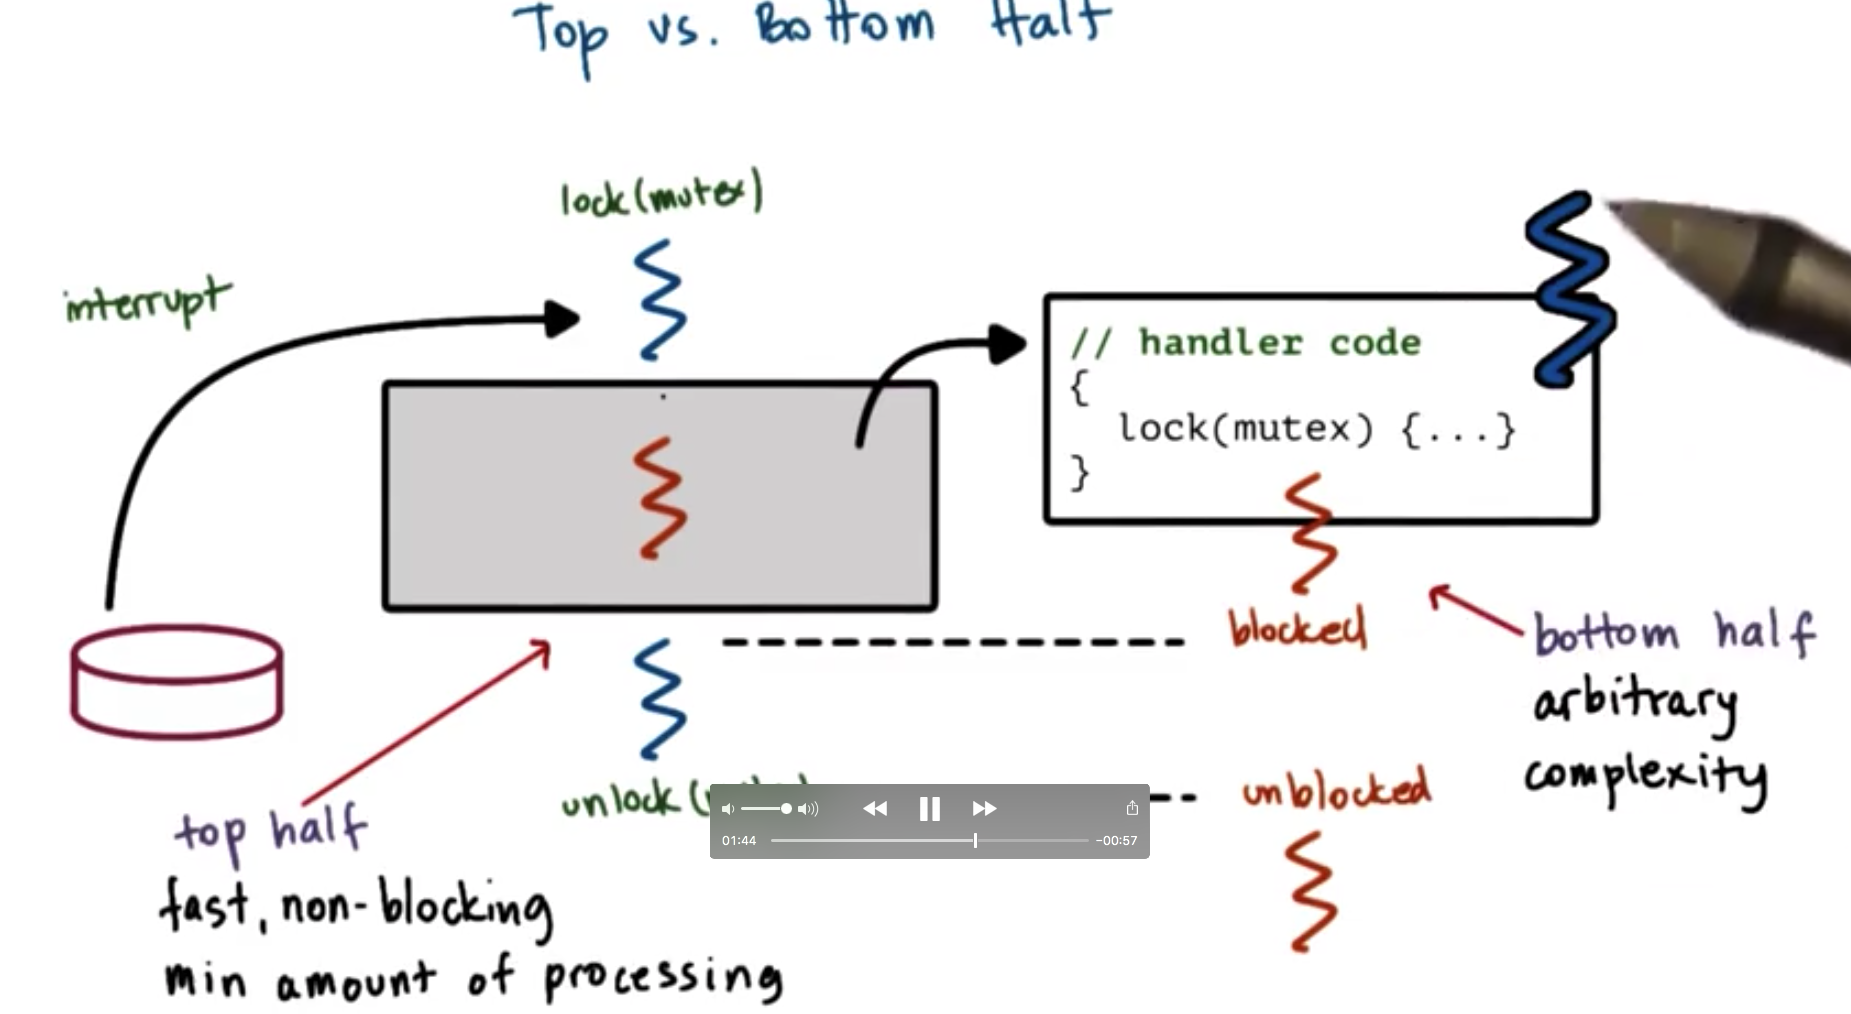 Top vs. Bottom Half
lock(mutex)
interrupt
// handler code
{
lock(mutex) {...}
}
blocked
bottom half
arbitrary
complexity
unlock(
unblocked
01:44
-00:57
top half
fast, non-blocking
min amount of processing